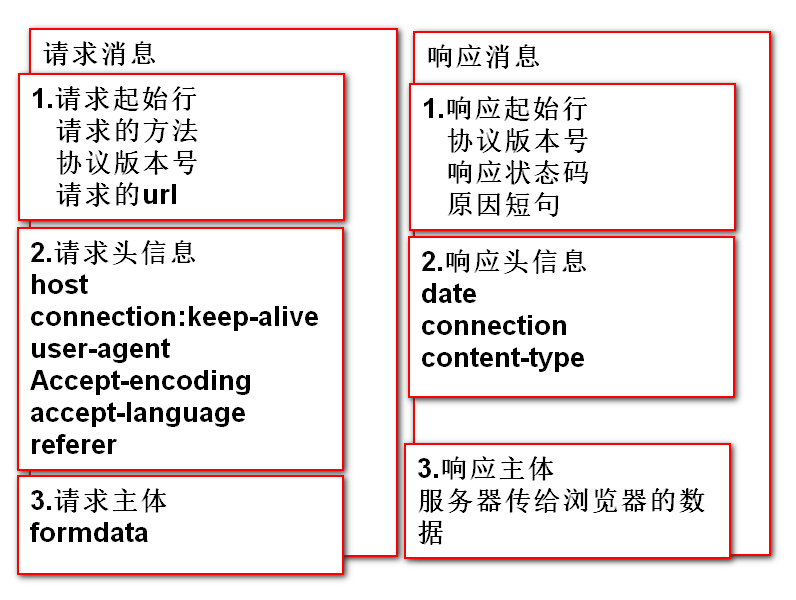 请求消息
1.请求起始行
请求的方法
协议版本号
请求的url
2.请求头信息
host
connection:keep-alive
user-agent
Accept-encoding
accept-language
referer
3.请求主体
formdata
响应消息
1.响应起始行
协议版本号
响应状态码
原因短句
2.响应头信息
date
connection
content-type
3.响应主体
服务器传给浏览器的数
据